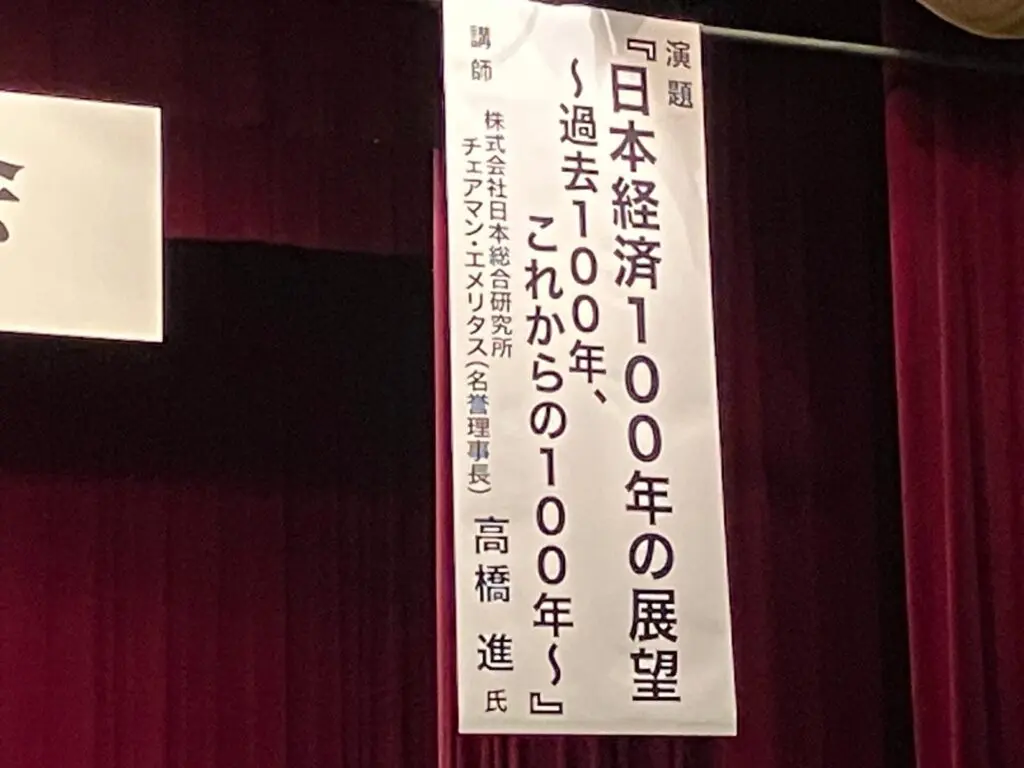 演題
『日本経済100年の展望
～過去100年、
これからの100年～』
講師
株式会社日本総合研究所
チェアマン・エメリタス(名誉理事長)
高橋 進 氏